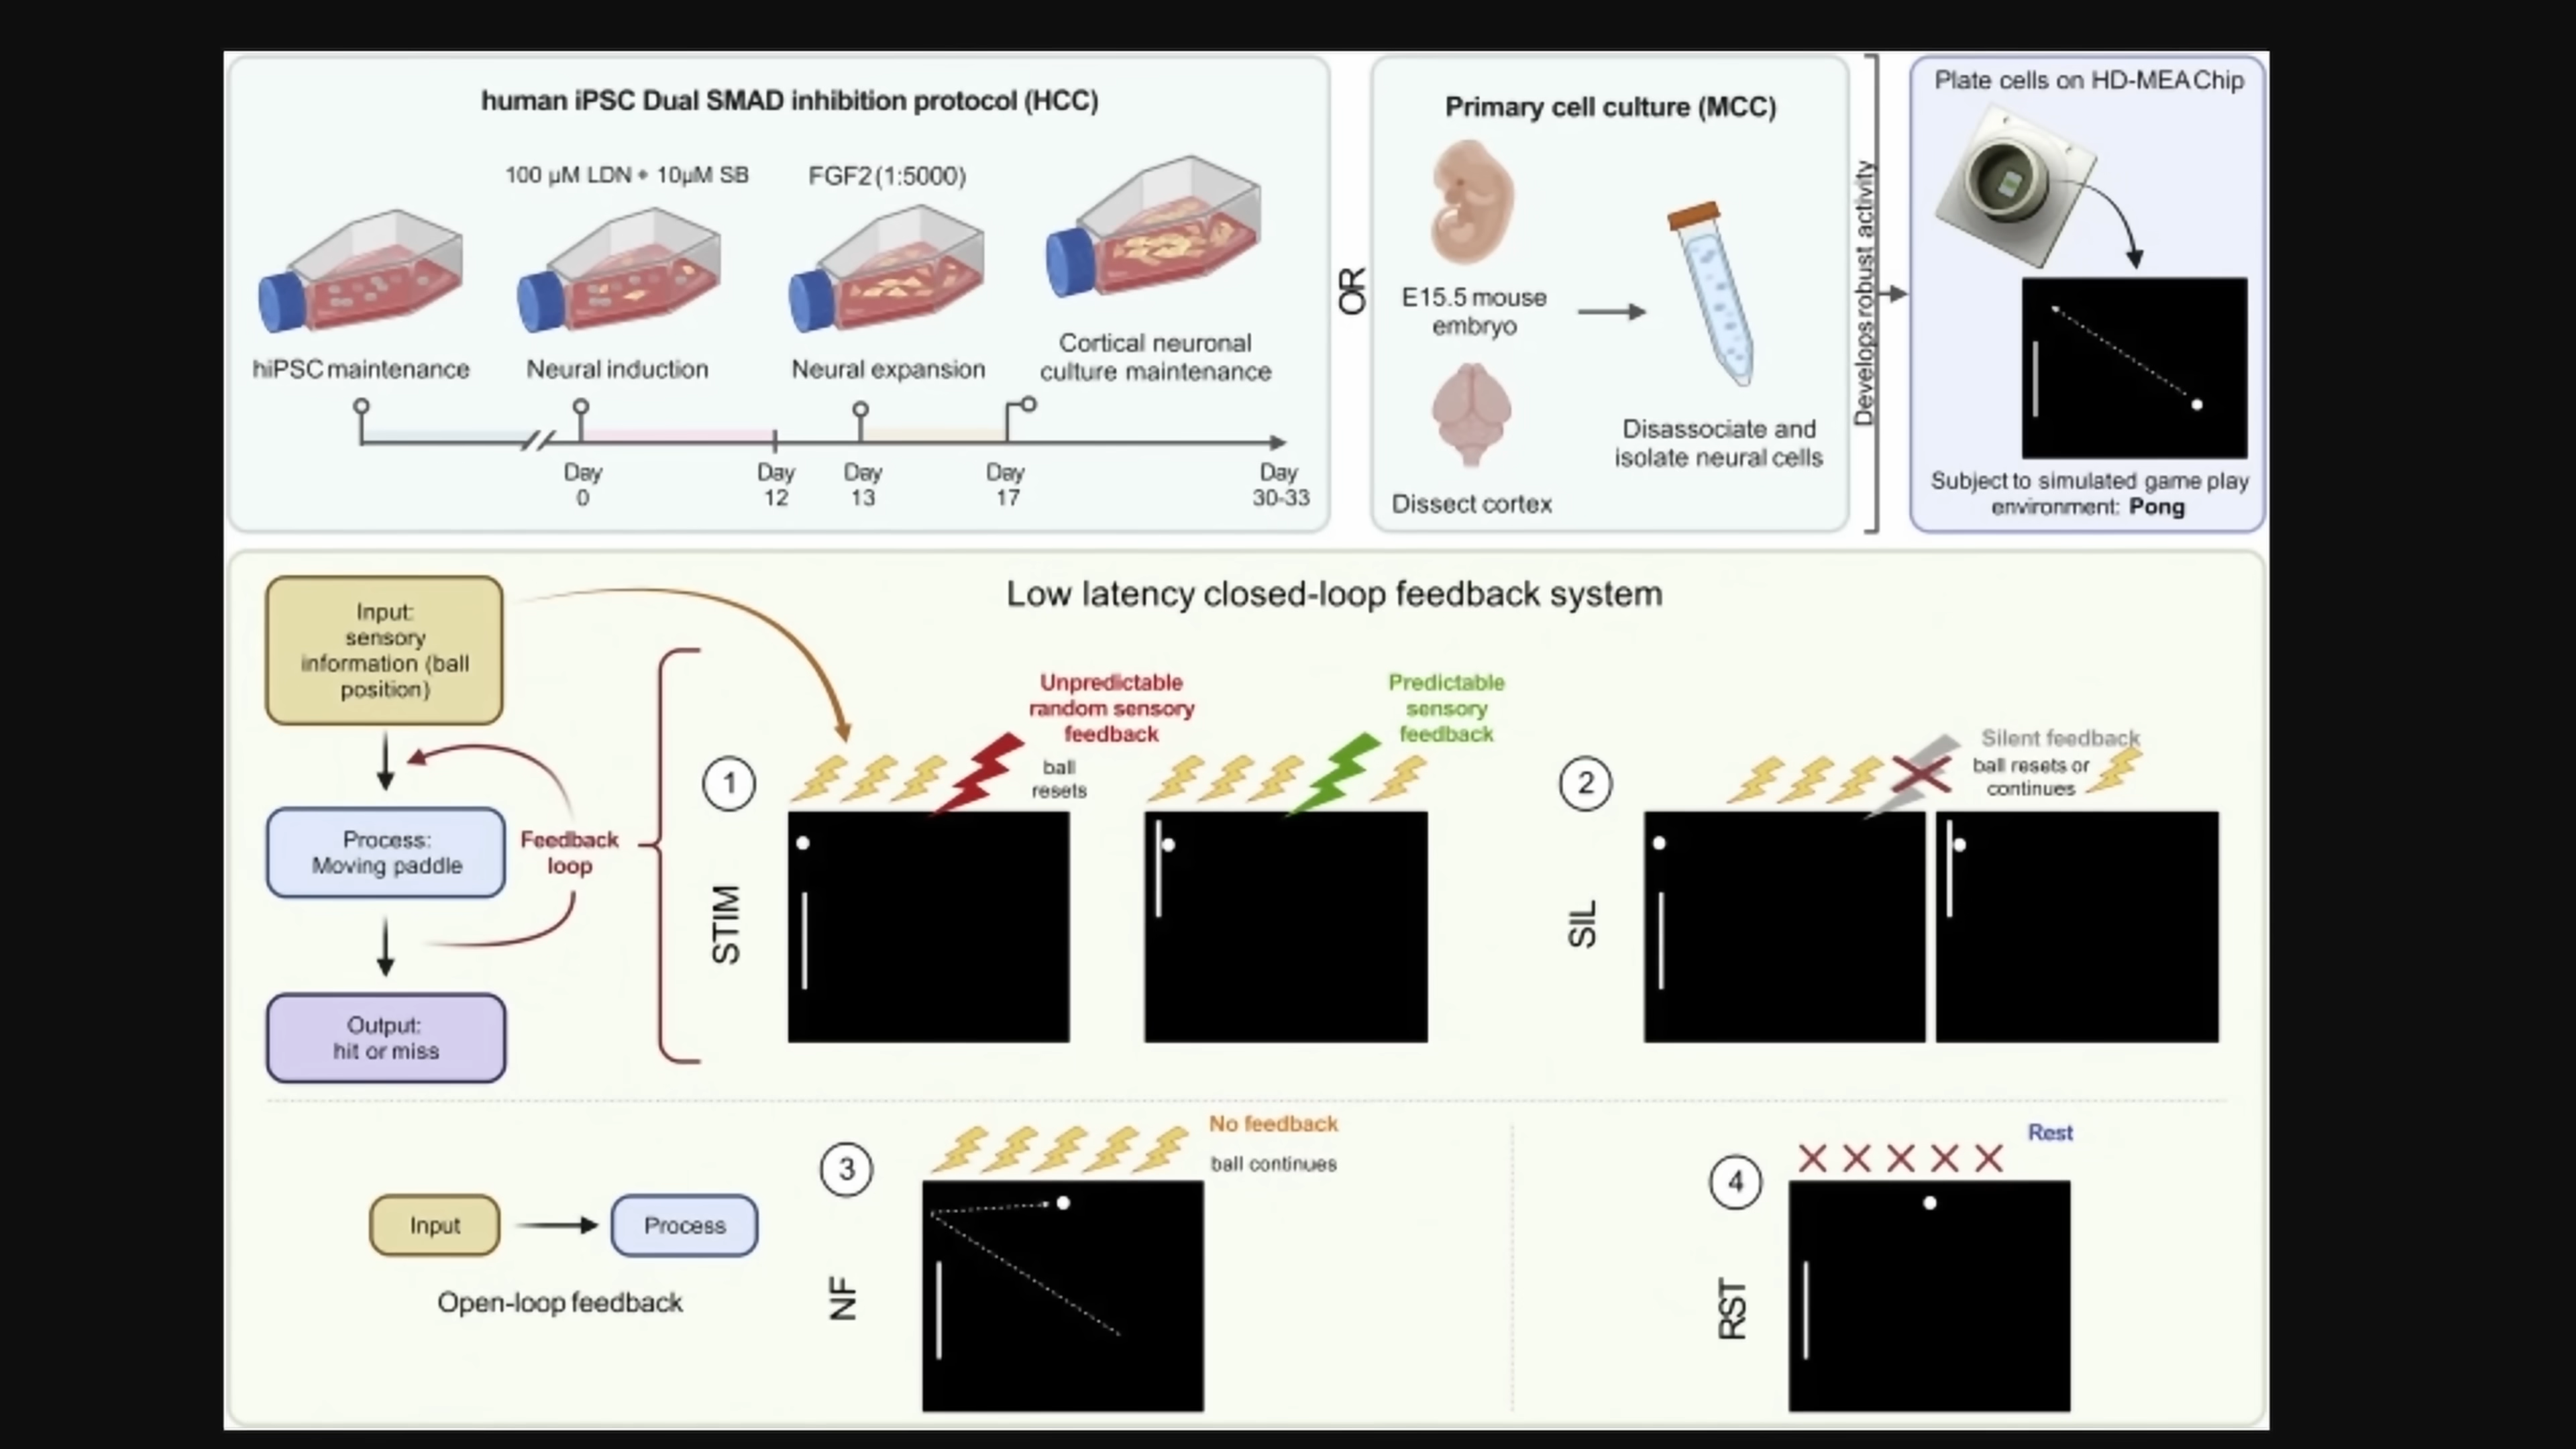 human iPSC Dual SMAD inhibition protocol (HCC)
100 µM LDN + 10µM SB
FGF2 (1:5000)
hiPSC maintenance
Neural induction
Neural expansion
Cortical neuronal
culture maintenance
Day
0
Day
12
Day
13
Day
17
Day
30-33
OR
Primary cell culture (MCC)
E15.5 mouse
embryo
Dissect cortex
Disassociate and
isolate neural cells
Develops robust activity
Plate cells on HD-MEA Chip
Subject to simulated game play
environment: Pong
Low latency closed-loop feedback system
Input:
sensory
information (ball
position)
Process:
Moving paddle
Output:
hit or miss
Feedback
loop
1
STIM
Unpredictable
random sensory
feedback
ball
resets
Predictable
sensory
feedback
2
SIL
Silent feedback
ball resets or
continues
Input
Process
Open-loop feedback
3
NF
No feedback
ball continues
4
RST
Rest